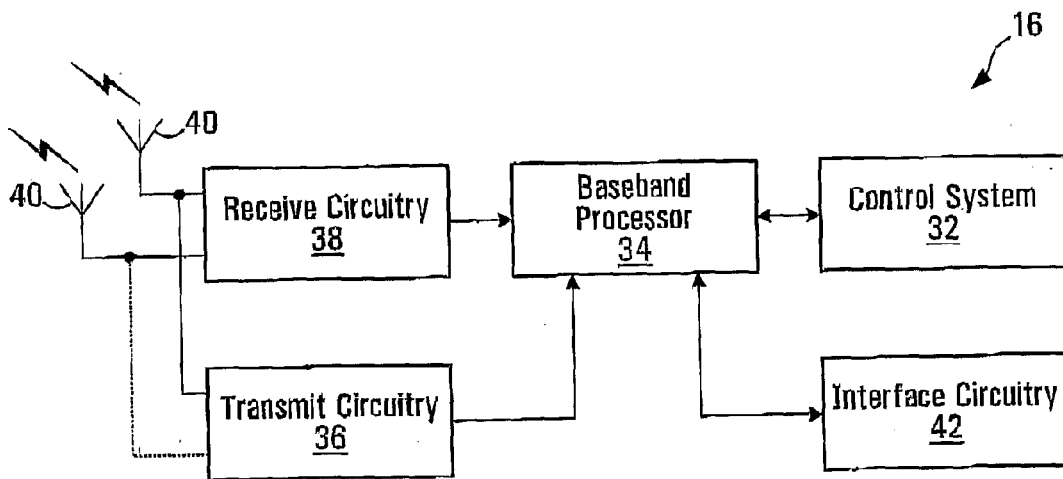 16
40
40
Receive Circuitry
38
Baseband
Processor
34
Control System
32
Transmit Circuitry
36
Interface Circuitry
42